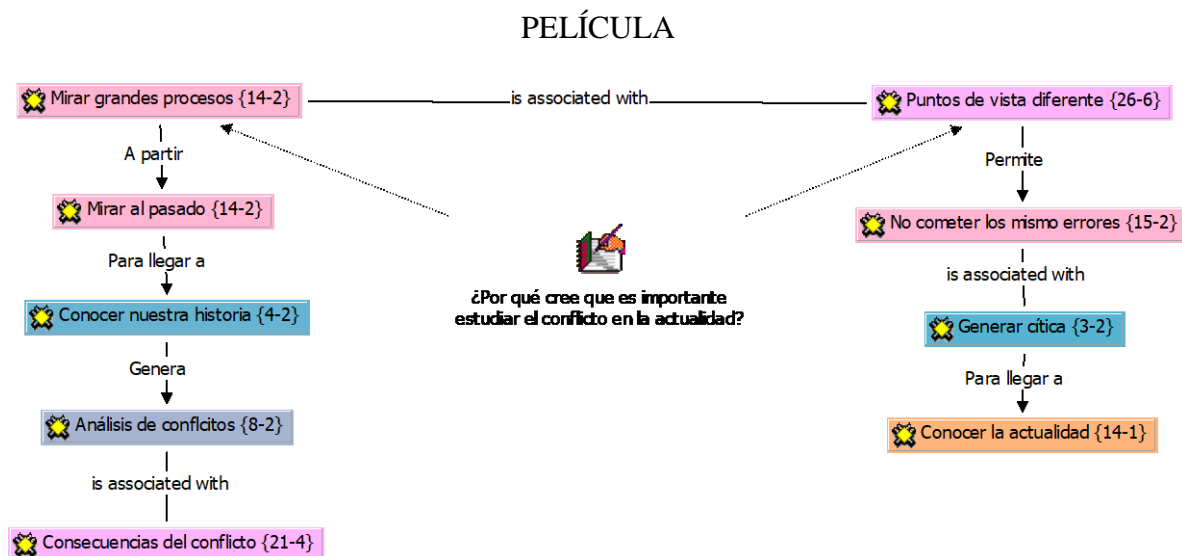 PELÍCULA
Mirar grandes procesos {14-2}
is associated with
Puntos de vista diferente {26-6}
A partir
Permite
Mirar al pasado {14-2}
No cometer los mismo errores {15-2}
Para llegar a
is associated with
¿Por qué cree que es importante
estudiar el conflicto en la actualidad?
Conocer nuestra historia {4-2}
Generar cítica {3-2}
Genera
Para llegar a
Análisis de conflcitos {8-2}
Conocer la actualidad {14-1}
is associated with
Consecuencias del conflicto {21-4}